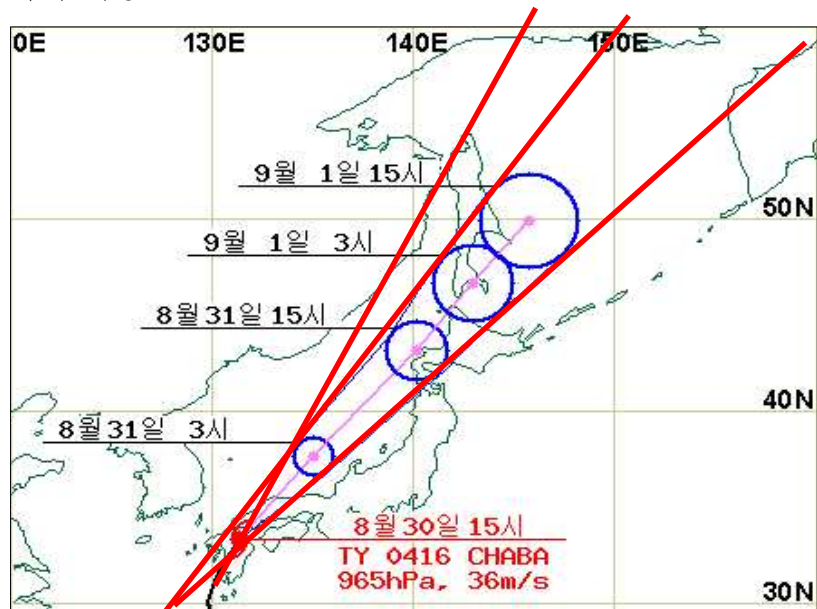 0E 130E 140E 150E
9월 1일 15시
50N
9월 1일 3시
8월 31일 15시
40N
8월 31일 3시
8월 30일 15시
TY 0416 CHABA
965hPa, 36m/s
30N